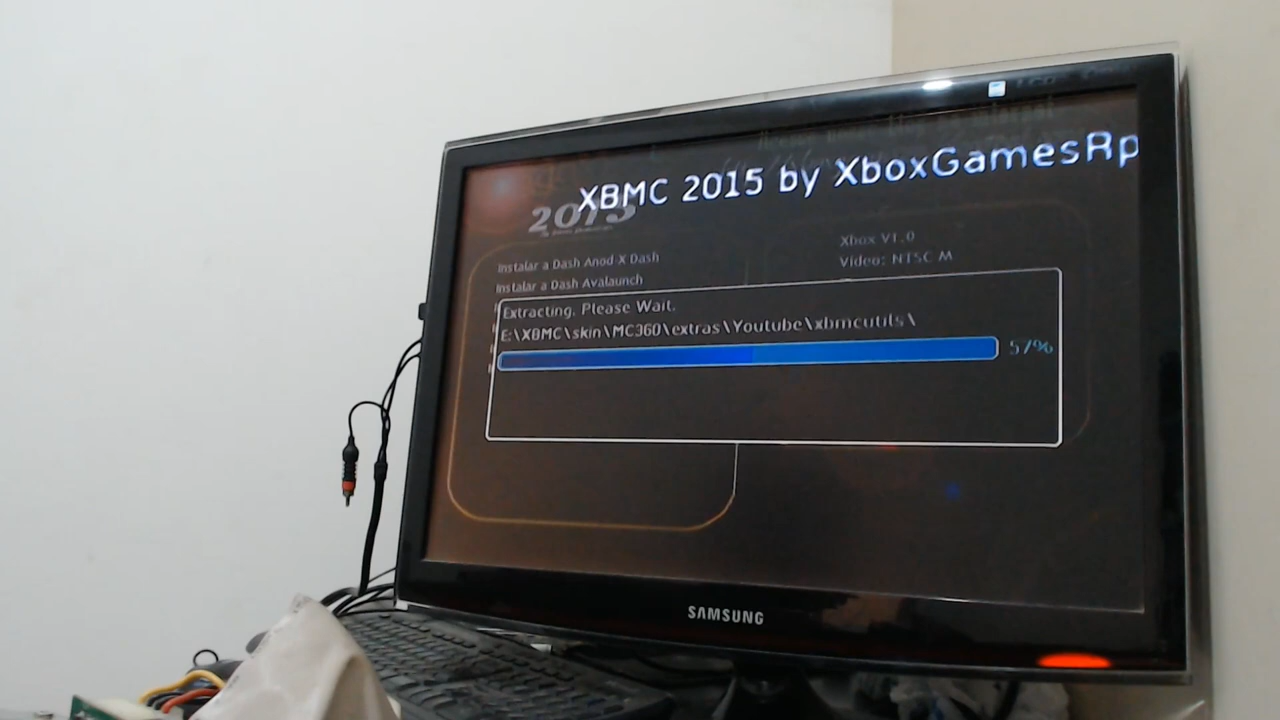 XBMC 2015 by XboxGamesRp
2015
Instalar a Dash Anod-X Dash
Instalar a Dash Avalaunch
Xbox V1.0
Video: NTSC M
Extracting. Please Wait.
E:\XBMC\skin\MC360\extras\Youtube\xbmcutils\
57%
SAMSUNG